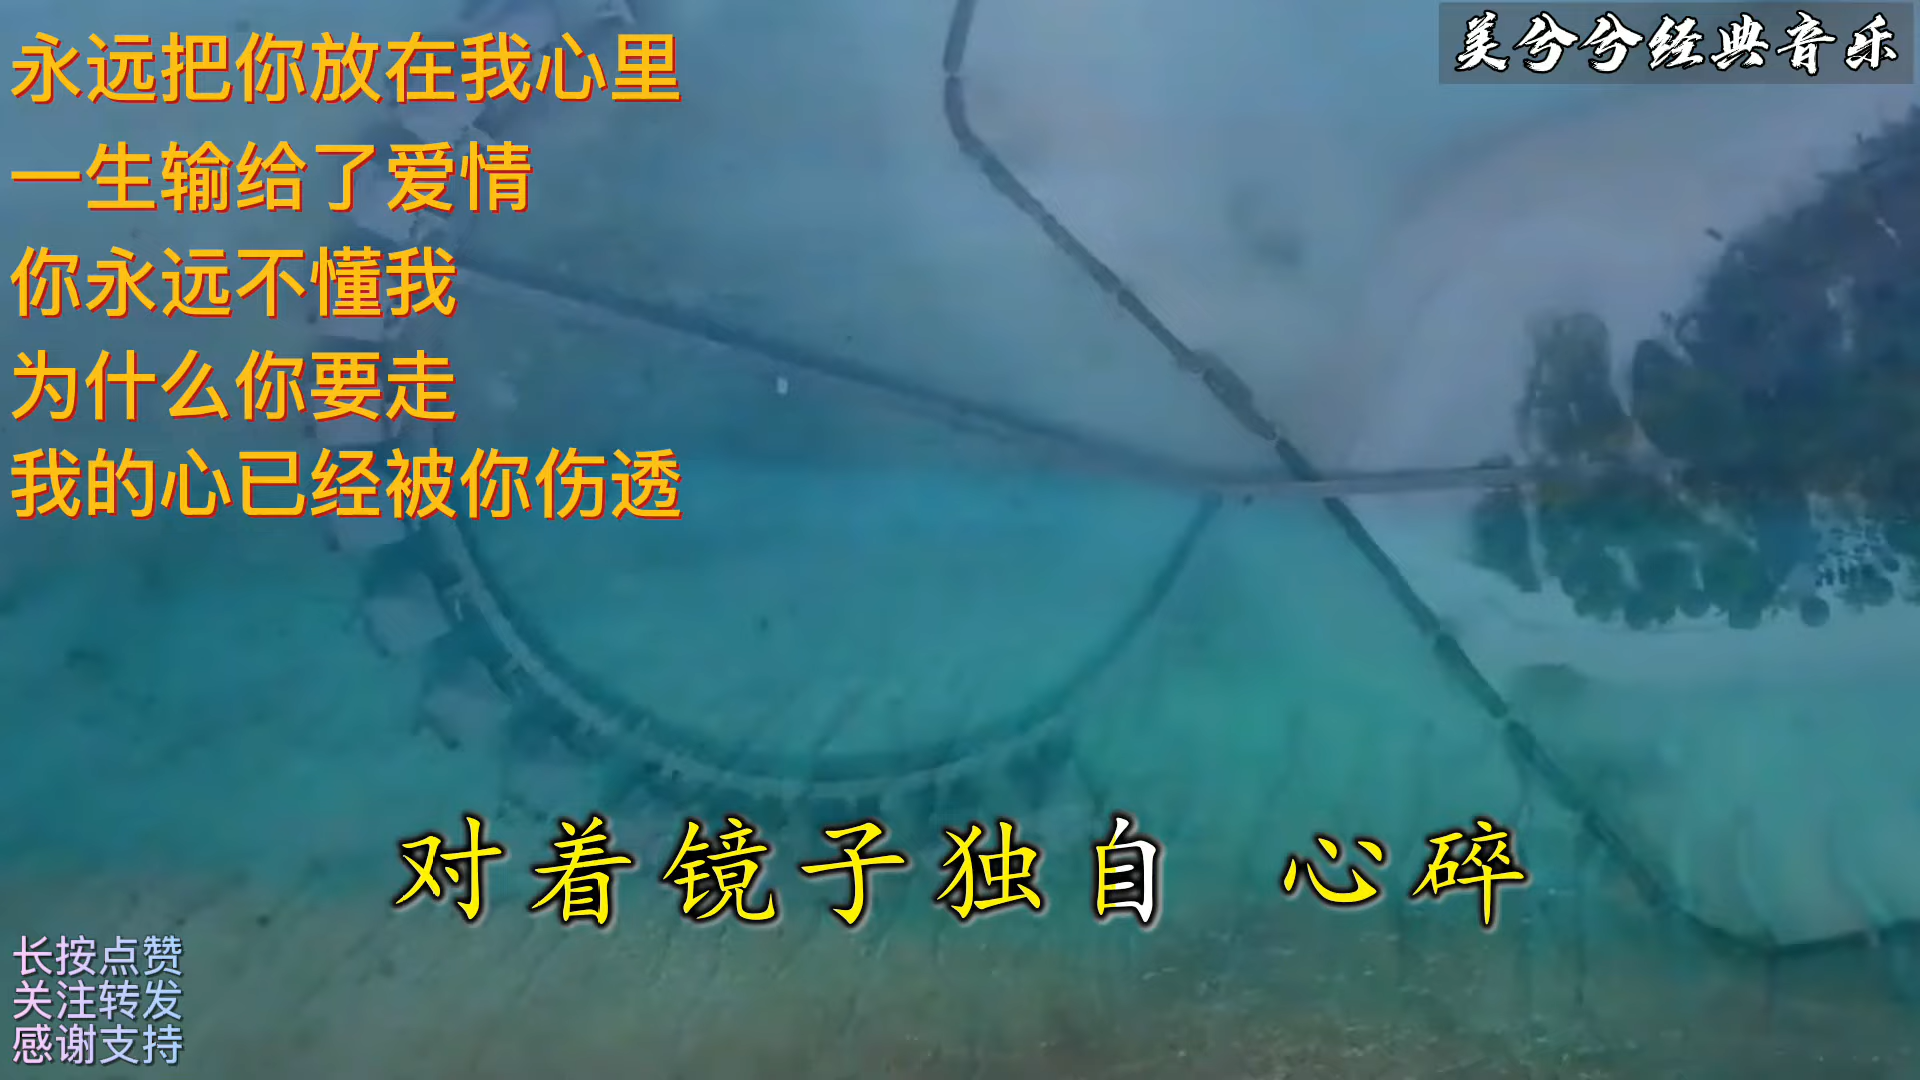 永远把你放在我心里
一生输给了爱情
你永远不懂我
为什么你要走
我的心已经被你伤透
美兮兮经典音乐
对着镜子独自 心碎
长按点赞
关注转发
感谢支持